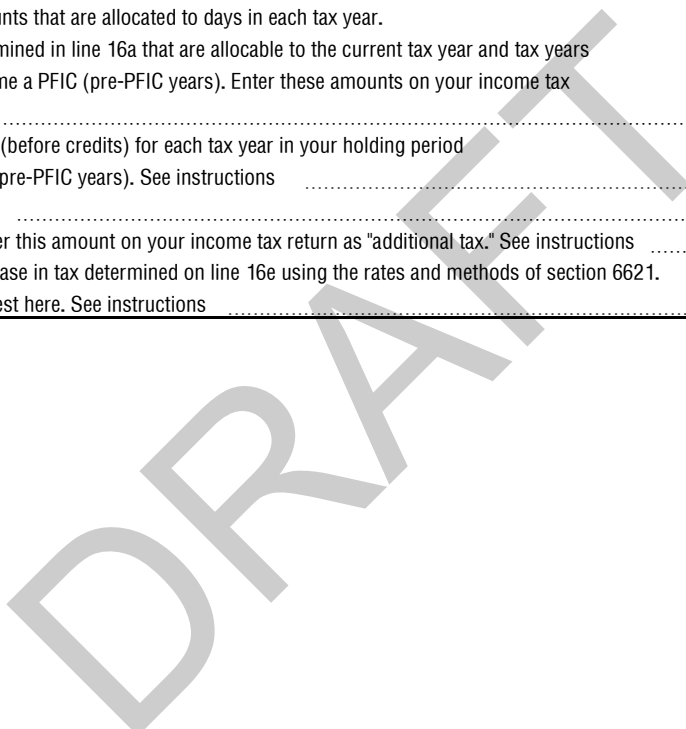 unts that are allocated to days in each tax year.
mined in line 16a that are allocable to the current tax year and tax years
me a PFIC (pre-PFIC years). Enter these amounts on your income tax
(before credits) for each tax year in your holding period
pre-PFIC years). See instructions
er this amount on your income tax return as "additional tax." See instructions
ease in tax determined on line 16e using the rates and methods of section 6621.
est here. See instructions
DRAFT